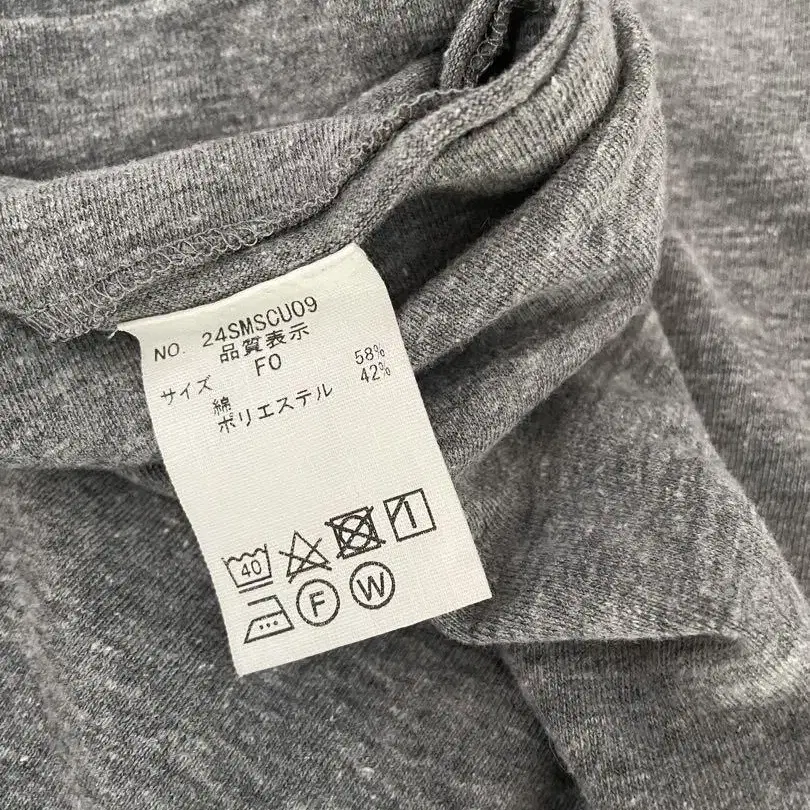 NO. 24SMSCU09
品質表示
サイズ F0
綿 58%
ポリエステル 42%
40
F W